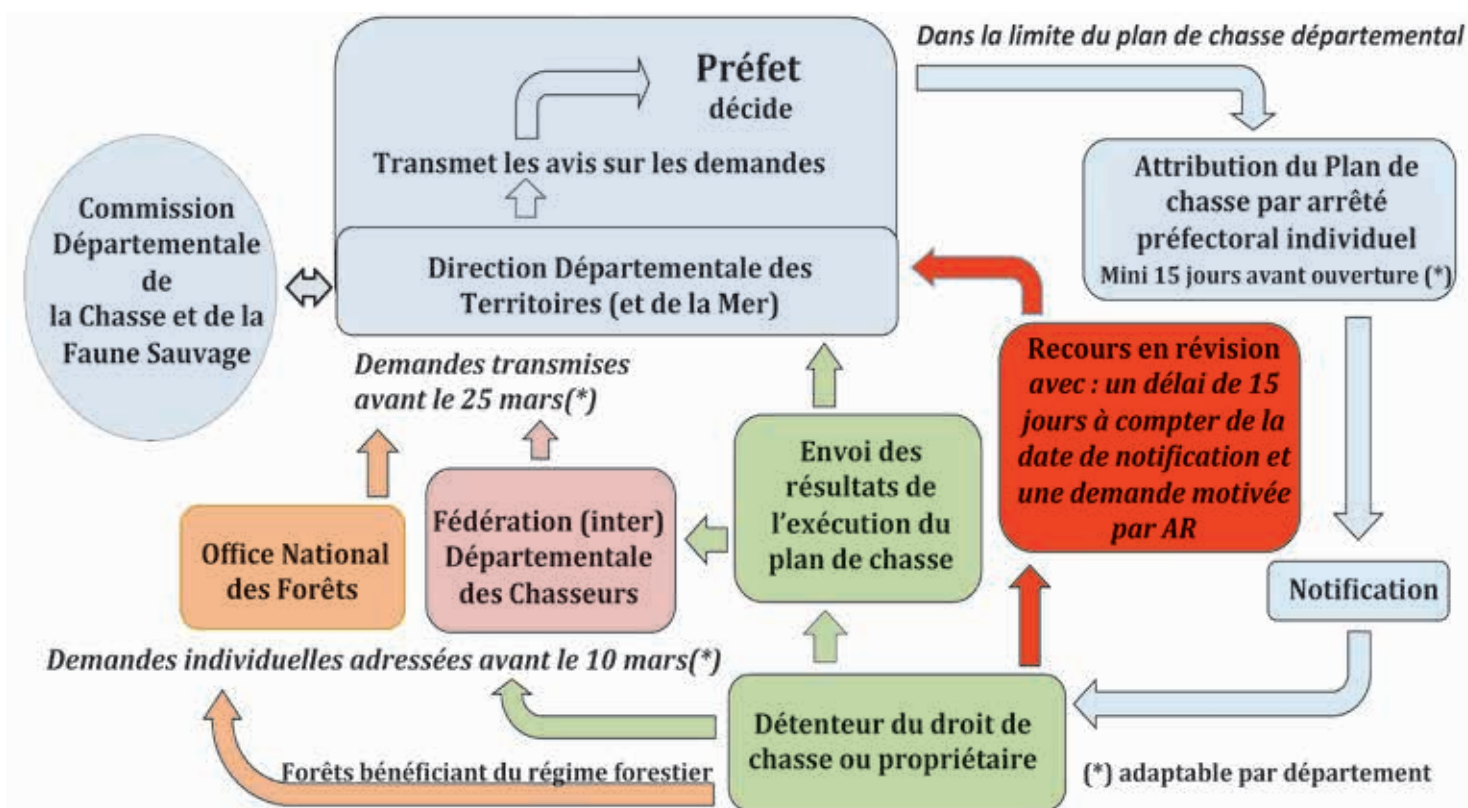 Dans la limite du plan de chasse départemental
Préfet
décide
Transmet les avis sur les demandes
Attribution du Plan de
chasse par arrêté
préfectoral individuel
Mini 15 jours avant ouverture (*)
Commission
Départementale
de
la Chasse et de la
Faune Sauvage
Direction Départementale des
Territoires (et de la Mer)
Demandes transmises
avant le 25 mars(*)
Recours en révision
avec : un délai de 15
jours à compter de la
date de notification et
une demande motivée
par AR
Envoi des
résultats de
l'exécution du
plan de chasse
Office National
des Forêts
Fédération (inter)
Départementale
des Chasseurs
Notification
Demandes individuelles adressées avant le 10 mars(*)
Détenteur du droit de
chasse ou propriétaire
Forêts bénéficiant du régime forestier
(*) adaptable par département